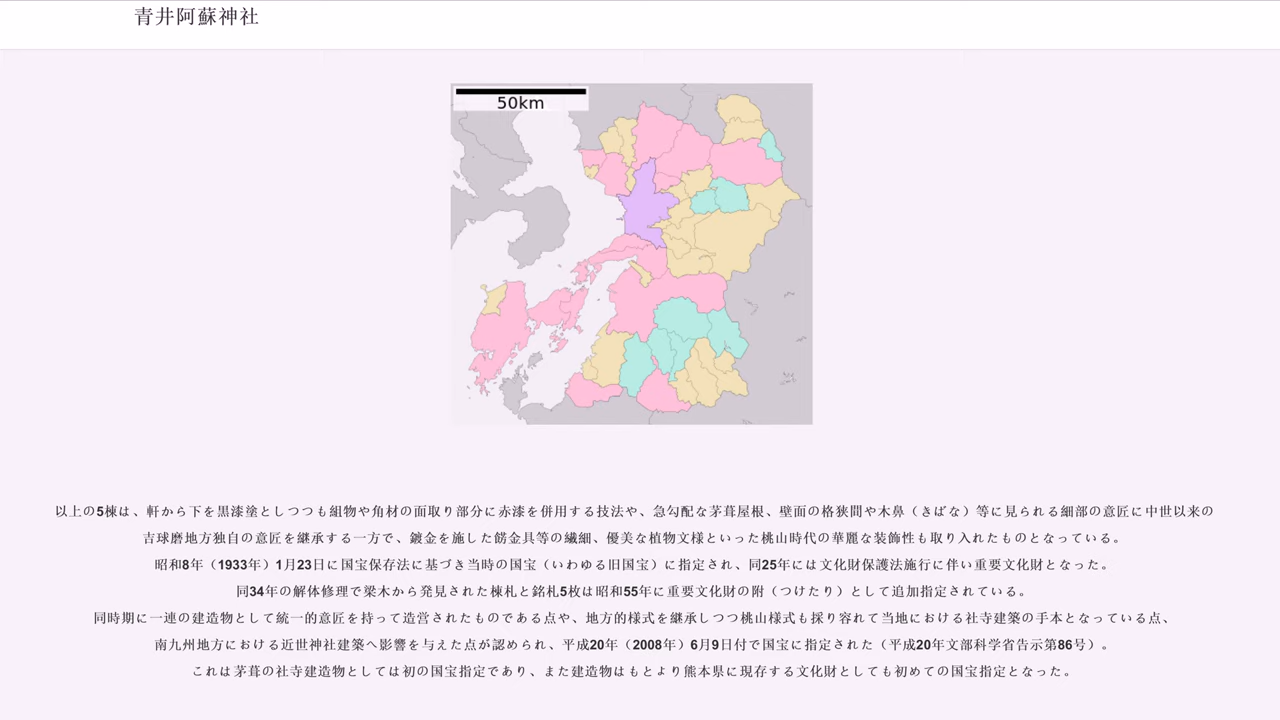 青井阿蘇神社
50km
以上の5棟は、軒から下を黒漆塗としつつも組物や角材の面取り部分に赤漆を併用する技法や、急勾配な茅葺屋根、壁面の格狭間や木鼻（きばな）等に見られる細部の意匠に中世以来の
吉球磨地方独自の意匠を継承する一方で、鍍金を施した餝金具等の繊細、優美な植物文様といった桃山時代の華麗な装飾性も取り入れたものとなっている。
昭和8年（1933年）1月23日に国宝保存法に基づき当時の国宝（いわゆる旧国宝）に指定され、同25年には文化財保護法施行に伴い重要文化財となった。
同34年の解体修理で梁木から発見された棟札と銘札5枚は昭和55年に重要文化財の附（つけたり）として追加指定されている。
同時期に一連の建造物として統一的意匠を持って造営されたものである点や、地方的様式を継承しつつ桃山様式も採り容れて当地における社寺建築の手本となっている点、
南九州地方における近世神社建築へ影響を与えた点が認められ、平成20年（2008年）6月9日付で国宝に指定された（平成20年文部科学省告示第86号）。
これは茅葺の社寺建造物としては初の国宝指定であり、また建造物はもとより熊本県に現存する文化財としても初めての国宝指定となった。